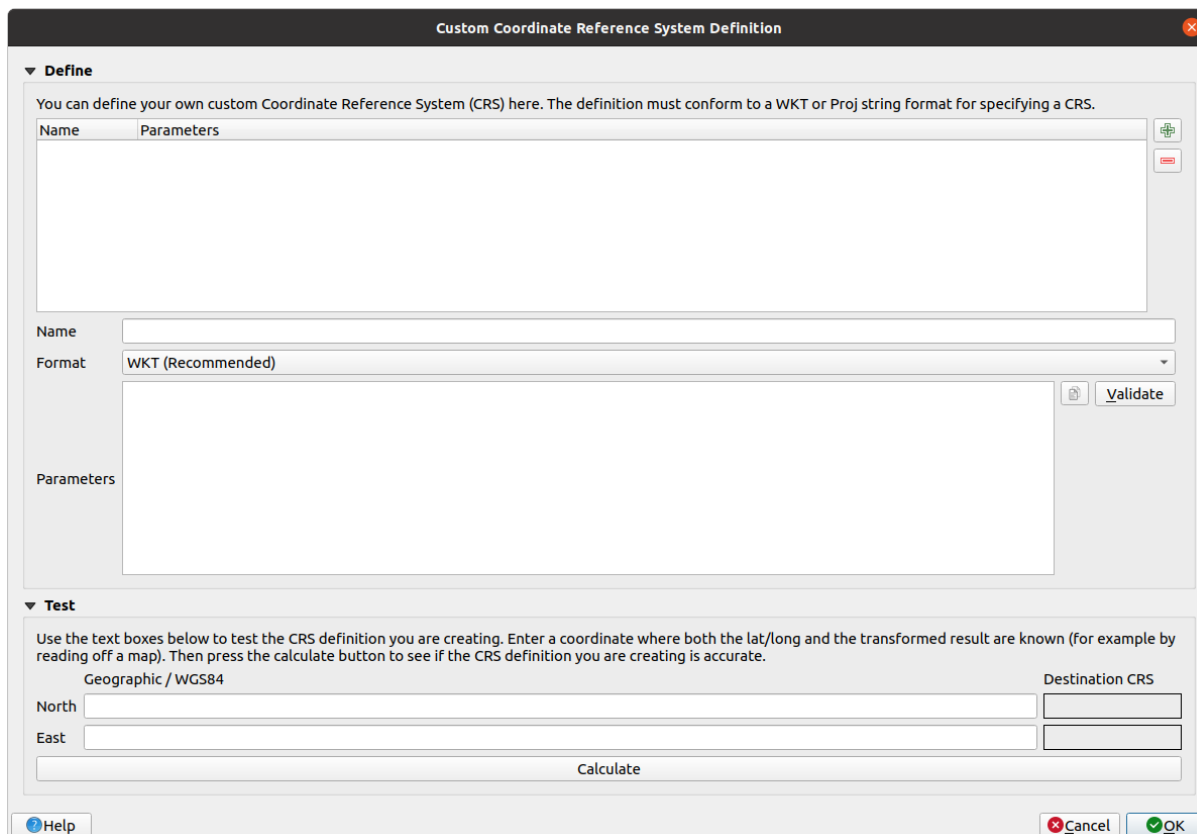 Custom Coordinate Reference System Definition
Define
You can define your own custom Coordinate Reference System (CRS) here. The definition must conform to a WKT or Proj string format for specifying a CRS.
Name Parameters
Name
Format WKT (Recommended)
Validate
Parameters
Test
Use the text boxes below to test the CRS definition you are creating. Enter a coordinate where both the lat/long and the transformed result are known (for example by
reading off a map). Then press the calculate button to see if the CRS definition you are creating is accurate.
Geographic / WGS84 Destination CRS
North
East
Calculate
Help Cancel OK